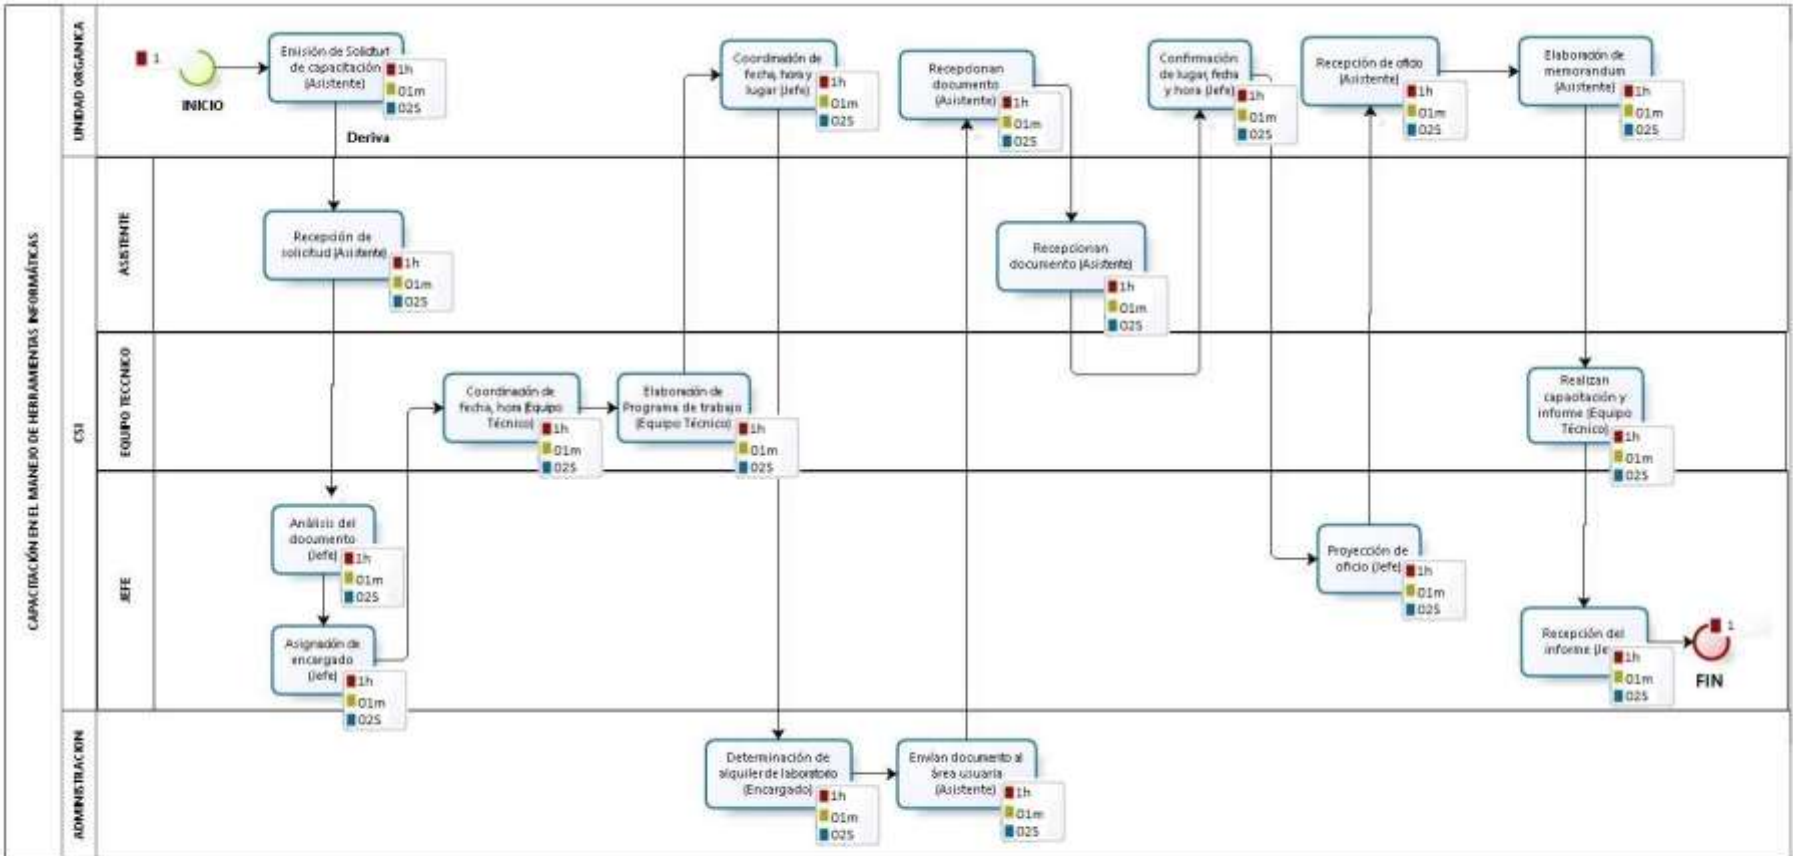 CAPACITACIÓN EN EL MANEJO DE HERRAMIENTAS INFORMÁTICAS
UNIDAD ORGANICA
1
INICIO
Emisión de Solicitud
de capacitación
(Asistente)
1h
01m
02S
Deriva
Coordinación de
fecha, hora y
lugar (Jefe)
1h
01m
02S
Recepcionan
documento
(Asistente)
1h
01m
02S
Confirmación
de lugar, fecha
y hora (Jefe)
1h
01m
02S
Recepción de oficio
(Asistente)
1h
01m
02S
Elaboración de
memorandum
(Asistente)
1h
01m
02S
CSI
ASISTENTE
Recepción de
solicitud (Asistente)
1h
01m
02S
Recepcionan
documento (Asistente)
1h
01m
02S
EQUIPO TECCNICO
Coordinación de
fecha, hora (Equipo
Técnico)
1h
01m
02S
Elaboración de
Programa de trabajo
(Equipo Técnico)
1h
01m
02S
Realizan
capacitación y
informe (Equipo
Técnico)
1h
01m
02S
JEFE
Análisis del
documento
(Jefe)
1h
01m
02S
Asignación de
encargado
(Jefe)
1h
01m
02S
Proyección de
oficio (Jefe)
1h
01m
02S
Recepción del
informe (Je
1h
01m
02S
1
FIN
ADMINISTRACION
Determinación de
alquiler de laboratorio
(Encargado)
1h
01m
02S
Envían documento al
área usuaria
(Asistente)
1h
01m
02S